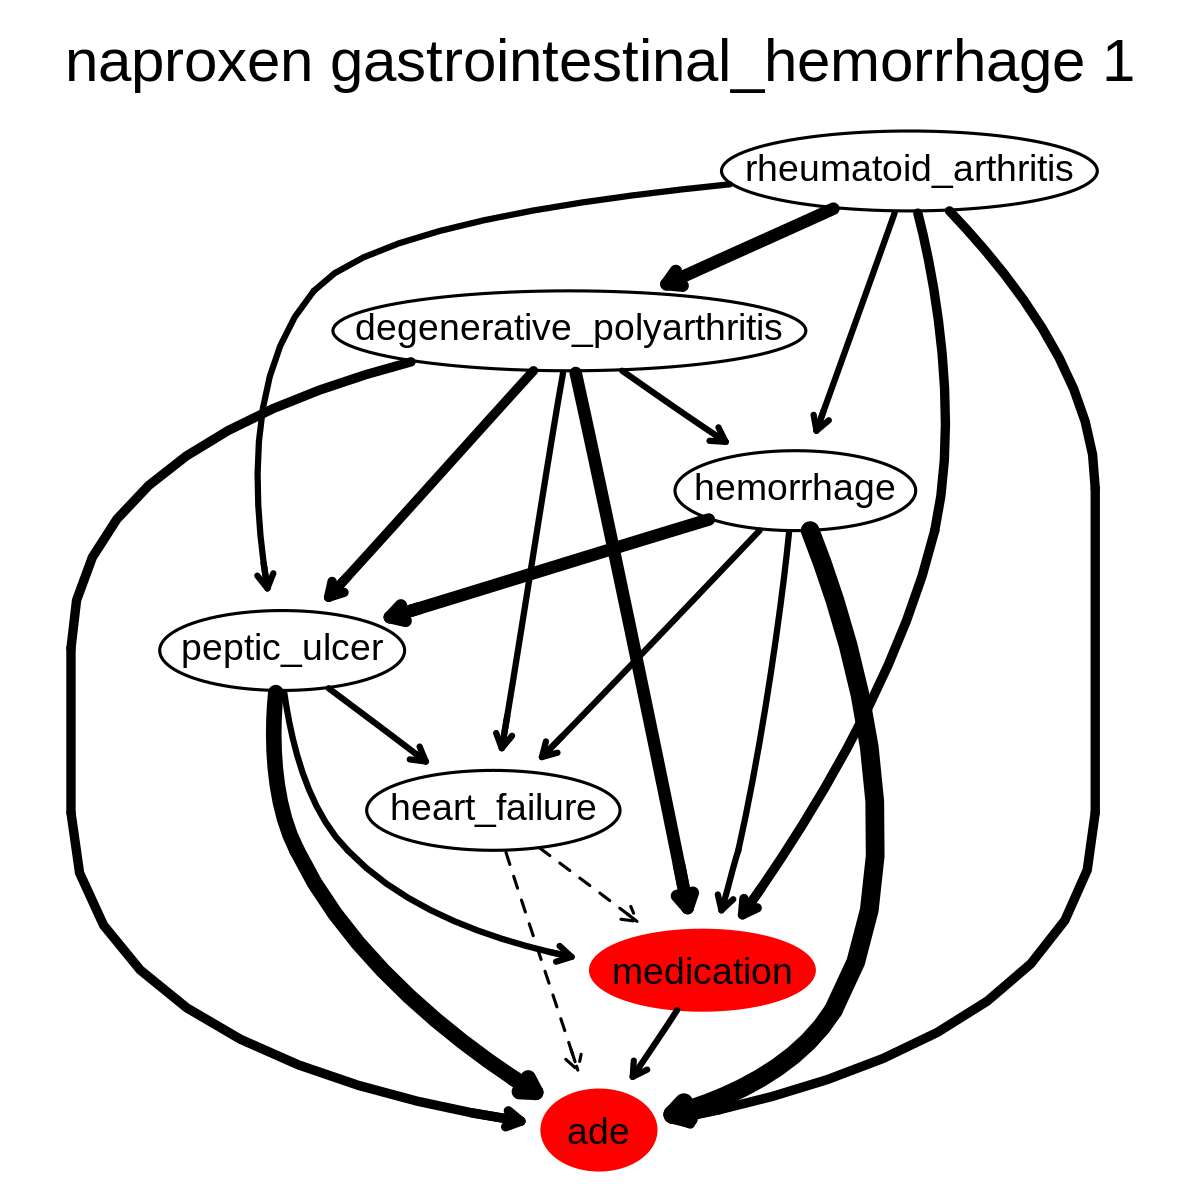 naproxen gastrointestinal_hemorrhage 1
rheumatoid_arthritis
degenerative_polyarthritis
hemorrhage
peptic_ulcer
heart_failure
medication
ade